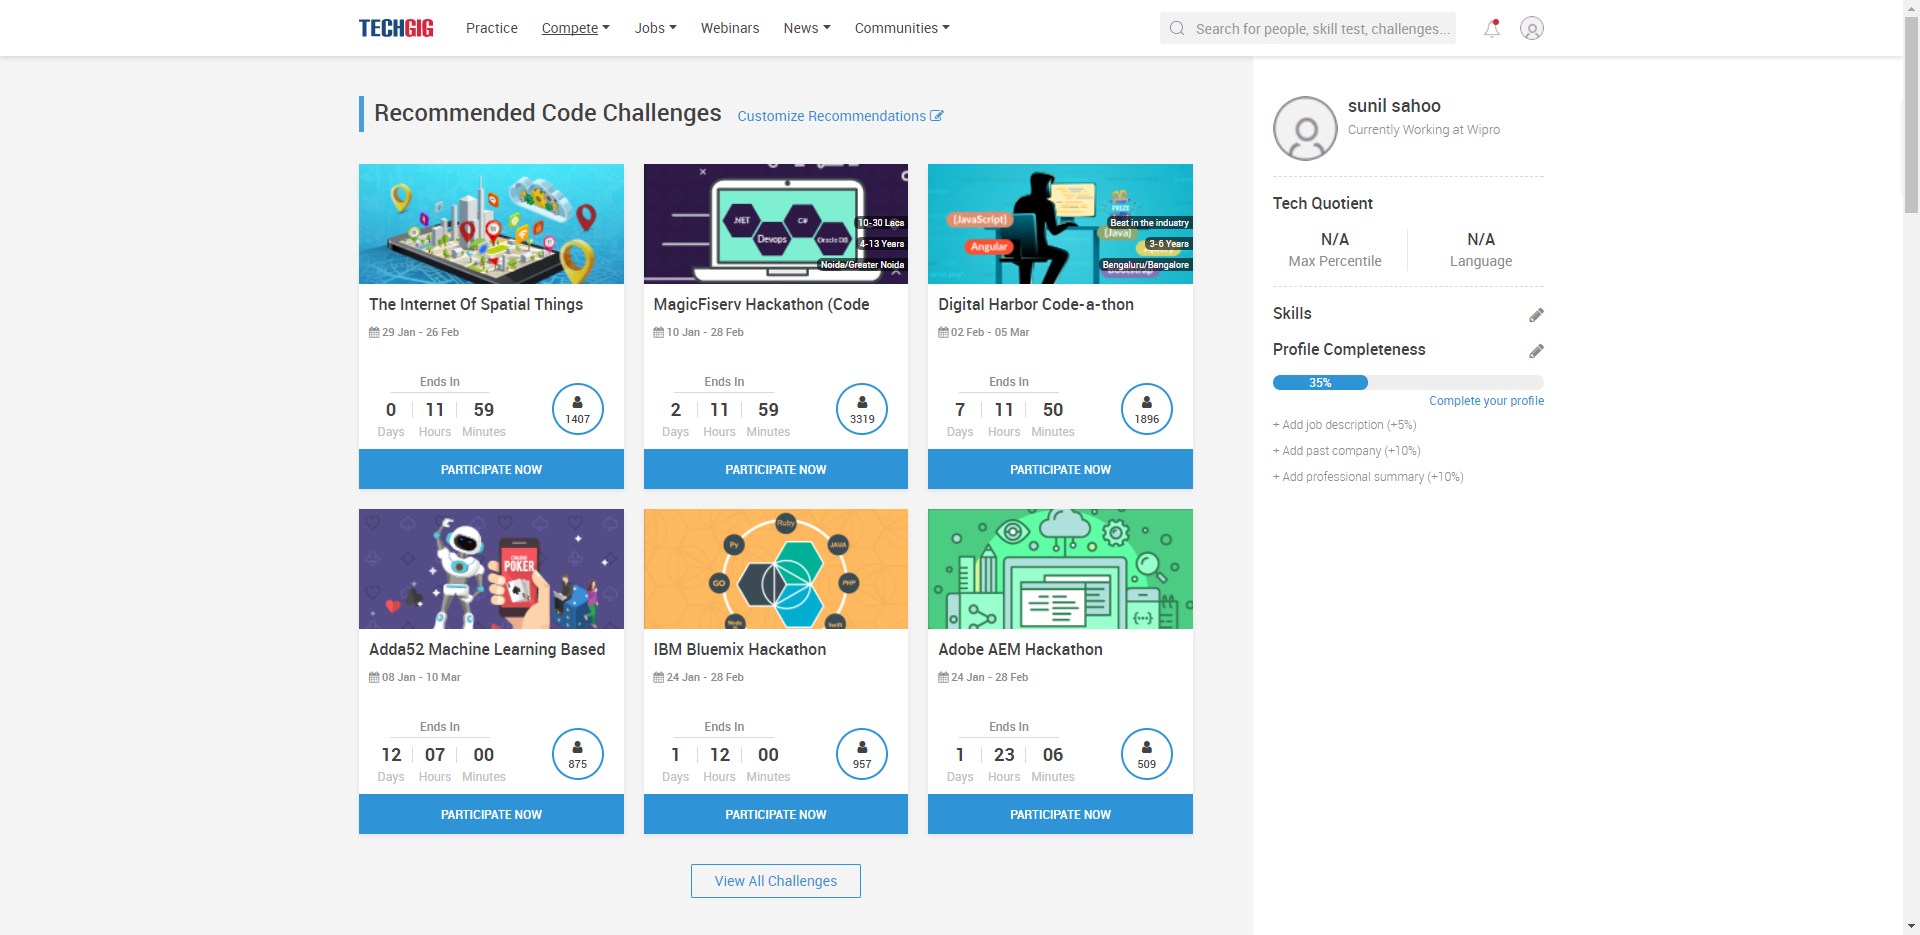 TECHGIG
Practice
Compete
Jobs
Webinars
News
Communities
Search for people, skill test, challenges...
Recommended Code Challenges
Customize Recommendations
.NET
Devops
C#
Oracle DB
10-30 Lacs
4-13 Years
Noida/Greater Noida
[JavaScript]
Angular
[Java]
PRIZE
Best in the industry
3-6 Years
Bengaluru/Bangalore
The Internet Of Spatial Things
29 Jan - 26 Feb
Ends In
0 11 59
Days Hours Minutes
1407
PARTICIPATE NOW
MagicFiserv Hackathon (Code
10 Jan - 28 Feb
Ends In
2 11 59
Days Hours Minutes
3319
PARTICIPATE NOW
Digital Harbor Code-a-thon
02 Feb - 05 Mar
Ends In
7 11 50
Days Hours Minutes
1896
PARTICIPATE NOW
ONLINE
POKER
Ruby
Py
JAVA
GO
PHP
Node
Swift
Adda52 Machine Learning Based
08 Jan - 10 Mar
Ends In
12 07 00
Days Hours Minutes
875
PARTICIPATE NOW
IBM Bluemix Hackathon
24 Jan - 28 Feb
Ends In
1 12 00
Days Hours Minutes
957
PARTICIPATE NOW
Adobe AEM Hackathon
24 Jan - 28 Feb
Ends In
1 23 06
Days Hours Minutes
509
PARTICIPATE NOW
View All Challenges
sunil sahoo
Currently Working at Wipro
Tech Quotient
N/A
Max Percentile
N/A
Language
Skills
Profile Completeness
35%
Complete your profile
+ Add job description (+5%)
+ Add past company (+10%)
+ Add professional summary (+10%)